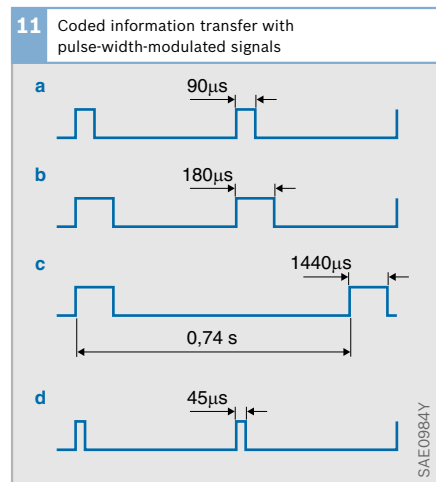 11 Coded information transfer with
pulse-width-modulated signals
a
90µs
b
180µs
c
1440µs
0,74 s
d
45µs
SAE0984Y